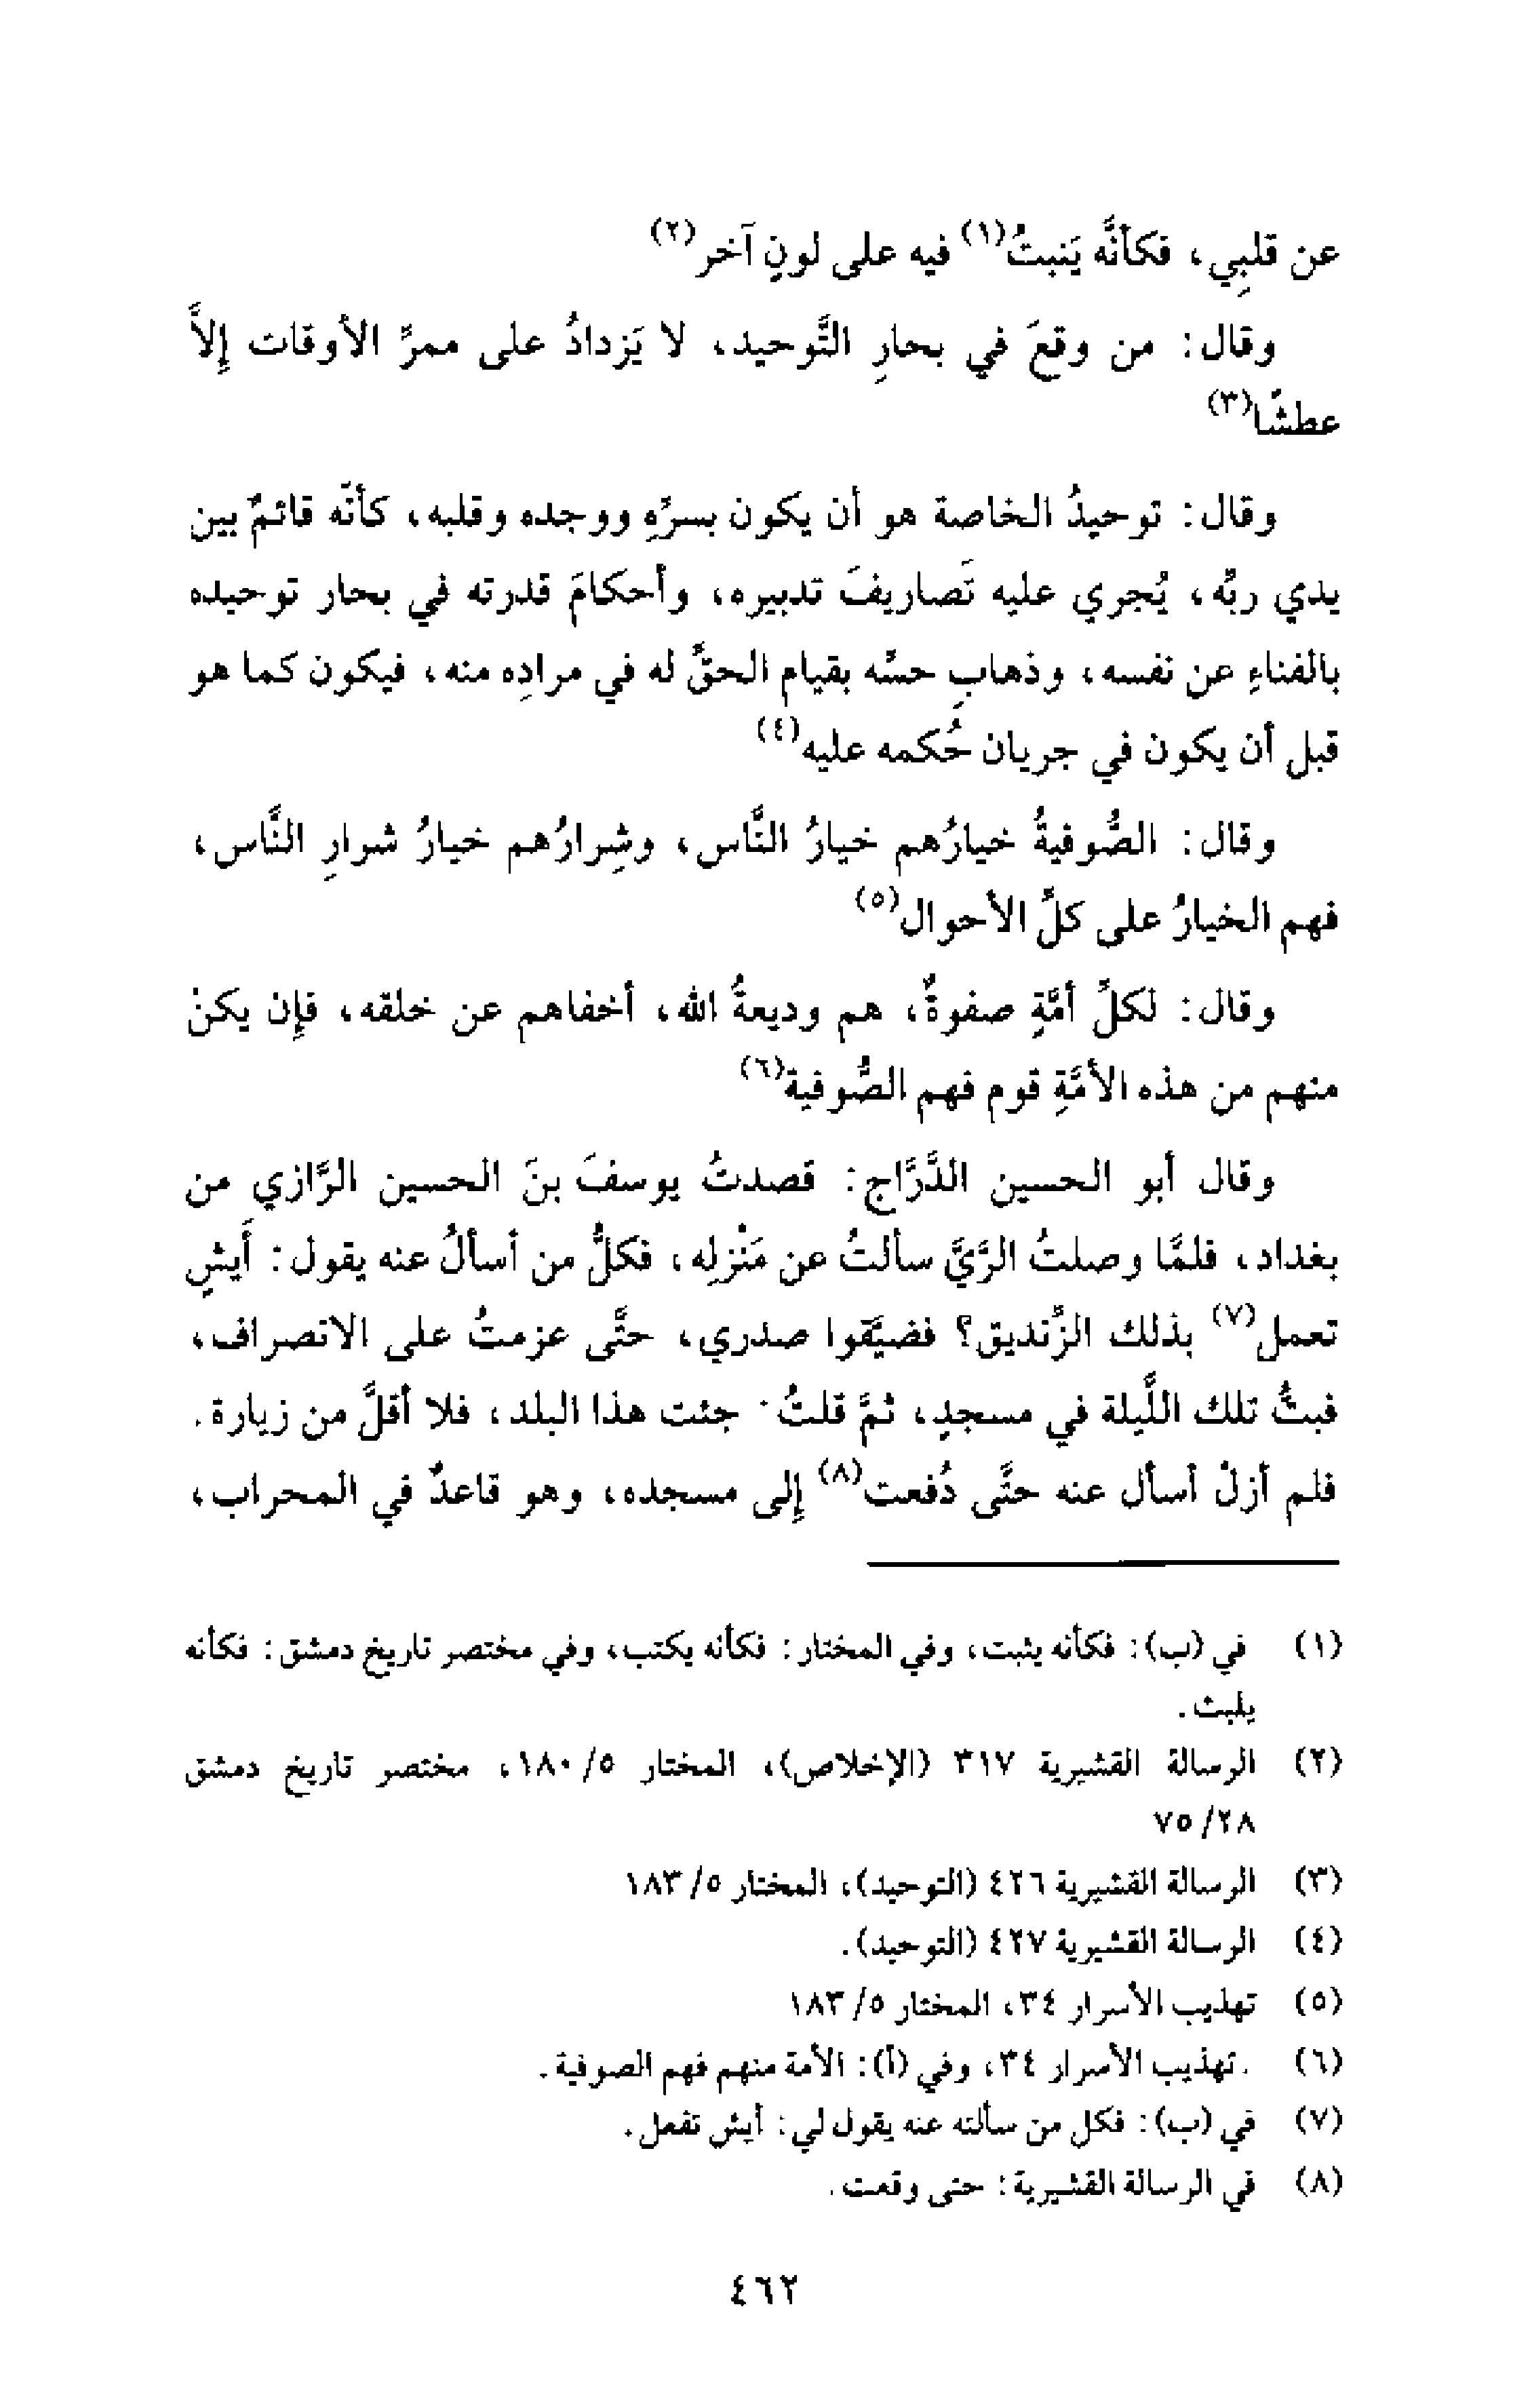 عن قلبِي، فكأنَّه يَنبتُ(١) فيه على لونٍ آخر(٢)
وقال: من وقعَ في بحارِ التَّوحيد، لا يَزدادُ على ممرِّ الأوقات إلاَّ
عطشًا(٣)
وقال: توحيدُ الخاصة هو أن يكون بسرِّهِ ووجده وقلبه، كأنّه قائمٌ بين
يدي ربِّه، يُجري عليه تَصاريفَ تدبيره، وأحكامَ قدرته في بحار توحيده
بالفناءِ عن نفسه، وذهابِ حسِّه بقيام الحقِّ له في مرادِه منه، فيكون كما هو
قبل أن يكون في جريان حُكمه عليه(٤)
وقال: الصُّوفيةُ خيارُهم خيارُ النَّاس، وشِرارُهم خيارُ شرارِ النَّاس،
فهم الخيارُ على كلِّ الأحوال(٥)
وقال: لكلِّ أمَّةٍ صفوةٌ، هم وديعةُ الله، أخفاهم عن خلقه، فإن يكنْ
منهم من هذه الأمَّةِ قوم فهم الصُّوفية(٦)
وقال أبو الحسين الدَّرَّاج: قصدتُ يوسفَ بنَ الحسين الرَّازي من
بغداد، فلمَّا وصلتُ الرَّيَّ سألتُ عن مَنْزلِه، فكلُّ من أسألُ عنه يقول: أَيشِ
تعمل(٧) بذلك الزِّنديق؟ فضيَّقوا صدري، حتَّى عزمتُ على الانصراف،
فبتُّ تلك اللَّيلة في مسجدٍ، ثمَّ قلتُ: جئت هذا البلد، فلا أقلَّ من زيارة.
فلم أزلْ أسأل عنه حتَّى دُفعت(٨) إلى مسجده، وهو قاعدٌ في المحراب،
(١) في (ب): فكأنه يثبت، وفي المختار: فكأنه يكتب، وفي مختصر تاريخ دمشق: فكأنه
يلبث.
(٢) الرسالة القشيرية ٣١٧ (الإخلاص)، المختار ٥/ ١٨٠، مختصر تاريخ دمشق
٢٨/ ٧٥
(٣) الرسالة القشيرية ٤٢٦ (التوحيد)، المختار ٥/ ١٨٣
(٤) الرسالة القشيرية ٤٢٧ (التوحيد).
(٥) تهذيب الأسرار ٣٤، المختار ٥/ ١٨٣
(٦) تهذيب الأسرار ٣٤، وفي (أ): الأمة منهم فهم الصوفية.
(٧) في (ب): فكل من سألته عنه يقول لي: أيش تفعل.
(٨) في الرسالة القشيرية: حتى وقعت.
٤٦٢